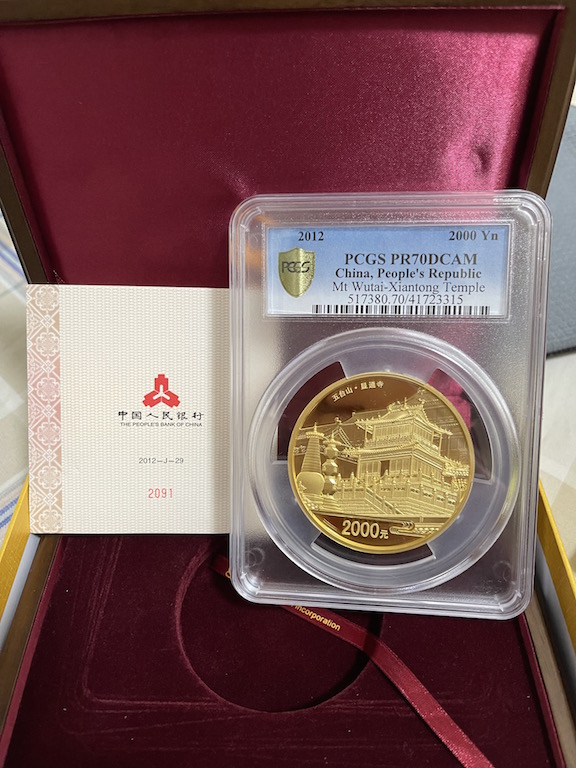 2012 2000 Yn
PCGS PR70DCAM
China, People's Republic
Mt Wutai-Xiantong Temple
517380.70/41723315
PCGS
中国人民银行
THE PEOPLE'S BANK OF CHINA
2012-J-29
2091
五台山·显通寺
2000元
incorporation